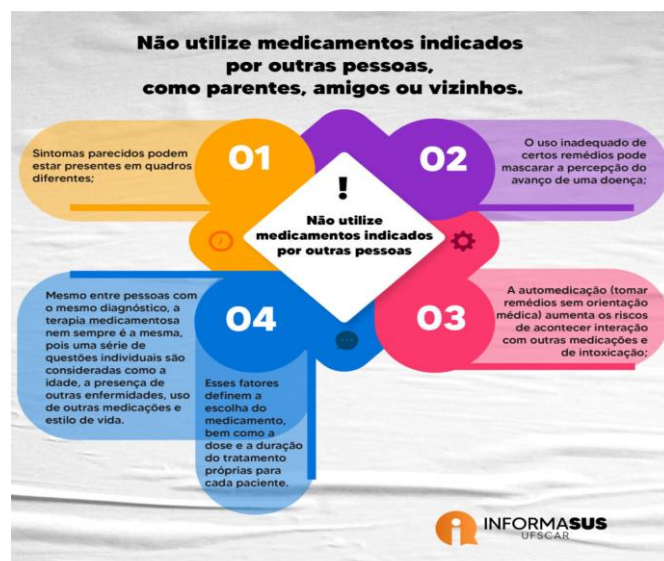 Não utilize medicamentos indicados
por outras pessoas,
como parentes, amigos ou vizinhos.
01
Sintomas parecidos podem
estar presentes em quadros
diferentes;
02
O uso inadequado de
certos remédios pode
mascarar a percepção do
avanço de uma doença;
!
Não utilize
medicamentos indicados
por outras pessoas
03
A automedicação (tomar
remédios sem orientação
médica) aumenta os riscos
de acontecer interação
com outras medicações e
de intoxicação;
04
Mesmo entre pessoas com
o mesmo diagnóstico, a
terapia medicamentosa
nem sempre é a mesma,
pois uma série de
questões individuais são
consideradas como a
idade, a presença de
outras enfermidades, uso
de outras medicações e
estilo de vida.
Esses fatores
definem a
escolha do
medicamento,
bem como a
dose e a duração
do tratamento
próprias para
cada paciente.
INFORMASUS
UFSCAR